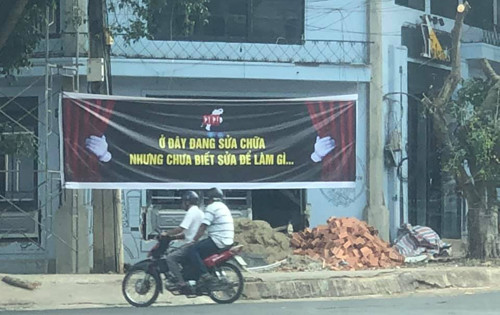 Ở ĐÂY ĐANG SỬA CHỮA
NHƯNG CHƯA BIẾT SỬA ĐỂ LÀM GÌ...